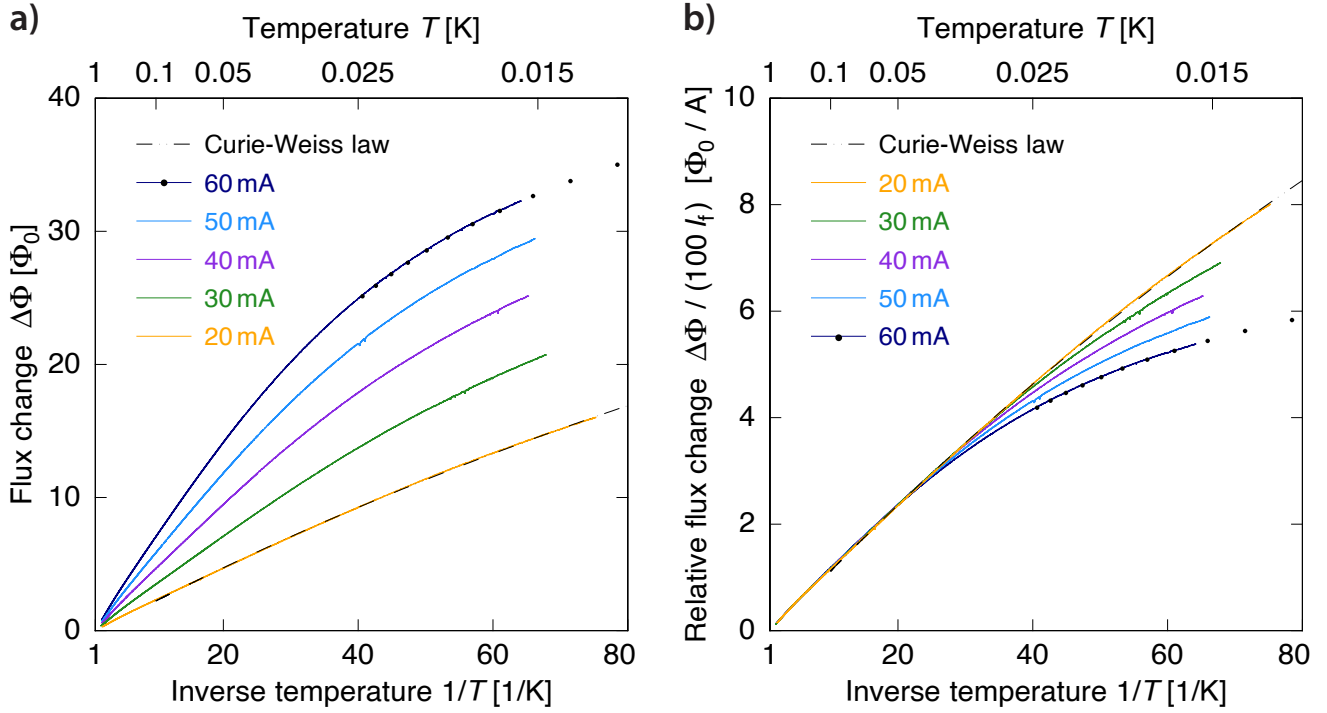 a)
Temperature T [K]
1 0.1 0.05 0.025 0.015
40
30
20
10
0
Flux change ΔΦ [Φ0]
Curie-Weiss law
60 mA
50 mA
40 mA
30 mA
20 mA
1 20 40 60 80
Inverse temperature 1/T [1/K]
b)
Temperature T [K]
1 0.1 0.05 0.025 0.015
10
8
6
4
2
0
Relative flux change ΔΦ / (100 If) [Φ0 / A]
Curie-Weiss law
20 mA
30 mA
40 mA
50 mA
60 mA
1 20 40 60 80
Inverse temperature 1/T [1/K]